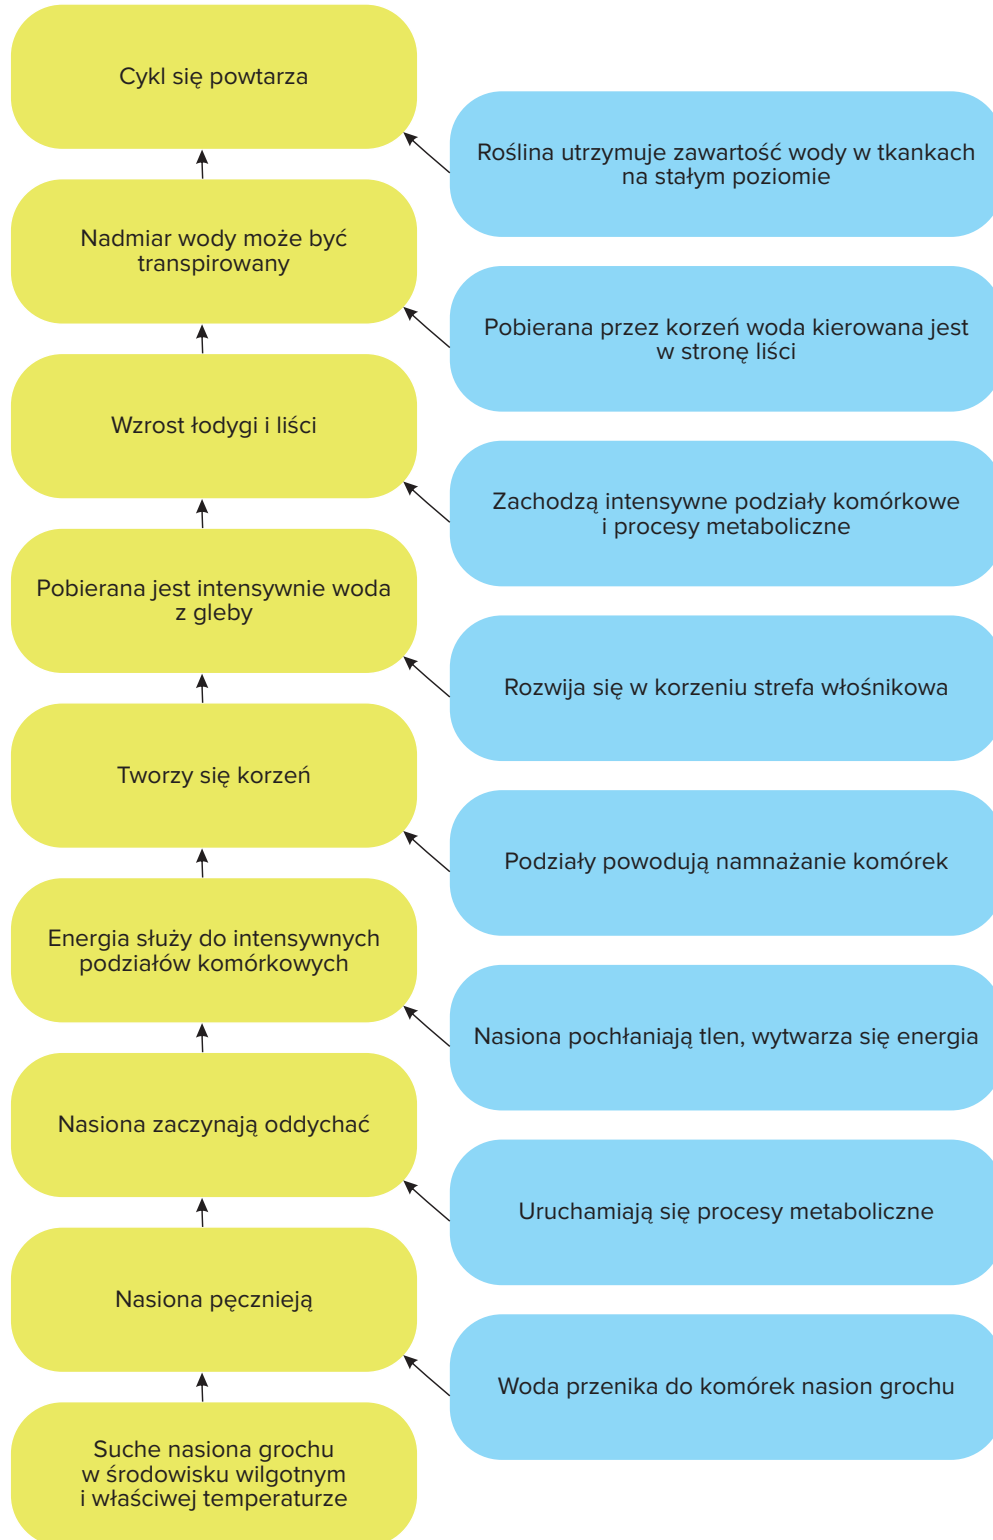 Cykl się powtarza
Roślina utrzymuje zawartość wody w tkankach
na stałym poziomie
Nadmiar wody może być
transpirowany
Pobierana przez korzeń woda kierowana jest
w stronę liści
Wzrost łodygi i liści
Zachodzą intensywne podziały komórkowe
i procesy metaboliczne
Pobierana jest intensywnie woda
z gleby
Rozwija się w korzeniu strefa włośnikowa
Tworzy się korzeń
Podziały powodują namnażanie komórek
Energia służy do intensywnych
podziałów komórkowych
Nasiona pochłaniają tlen, wytwarza się energia
Nasiona zaczynają oddychać
Uruchamiają się procesy metaboliczne
Nasiona pęcznieją
Woda przenika do komórek nasion grochu
Suche nasiona grochu
w środowisku wilgotnym
i właściwej temperaturze